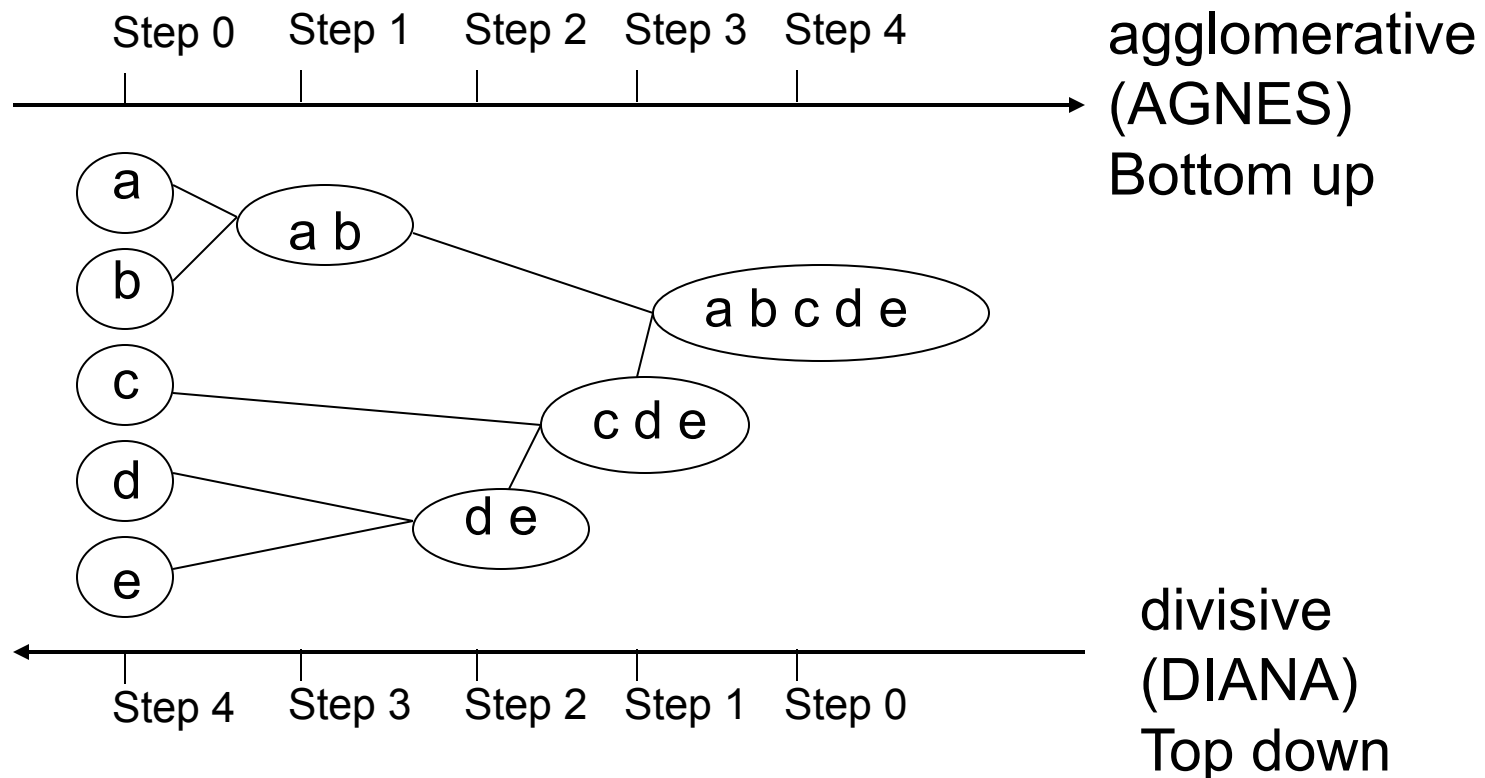 Step 0 Step 1 Step 2 Step 3 Step 4
agglomerative
(AGNES)
Bottom up
a
a b
b
a b c d e
c
c d e
d
d e
e
divisive
(DIANA)
Top down
Step 4 Step 3 Step 2 Step 1 Step 0